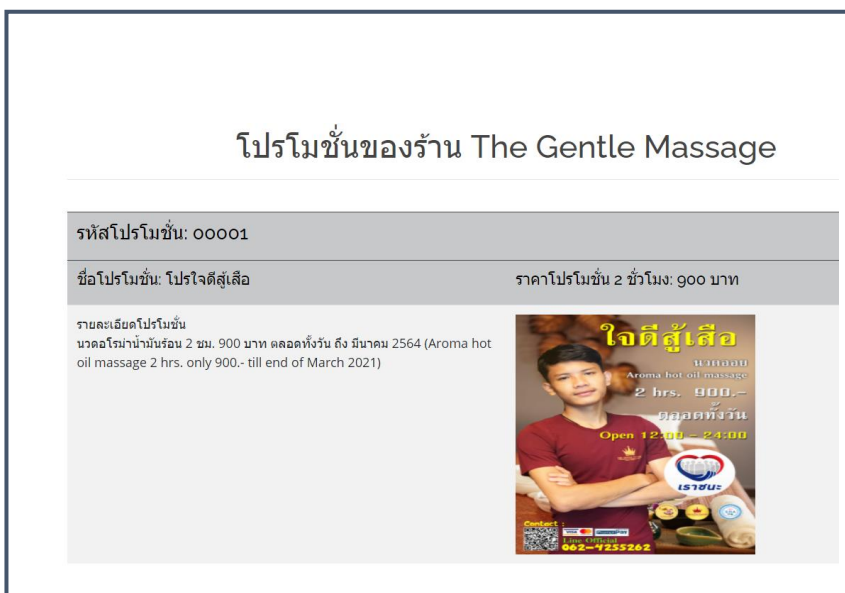 โปรโมชั่นของร้าน The Gentle Massage
รหัสโปรโมชั่น: 00001
ชื่อโปรโมชั่น: โปรใจดีสู้เสือ
ราคาโปรโมชั่น 2 ชั่วโมง: 900 บาท
รายละเอียดโปรโมชั่น
นวดอโรม่าน้ำมันร้อน 2 ชม. 900 บาท ตลอดทั้งวัน ถึง มีนาคม 2564 (Aroma hot
oil massage 2 hrs. only 900.- till end of March 2021)
ใจดีสู้เสือ
นวดออย
Aroma hot oil massage
2 hrs. 900.-
ตลอดทั้งวัน
Open 12:00 - 24:00
เราชนะ
Contact :
VISA
Line Official
062-4255262